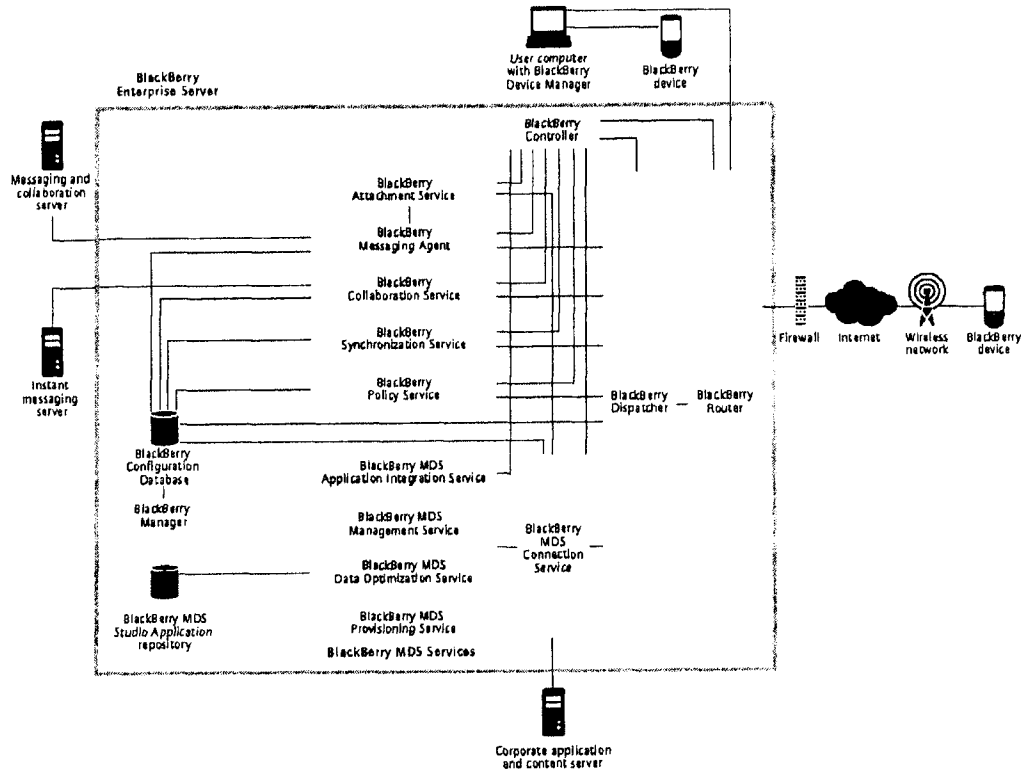 User computer
with BlackBerry
Device Manager
BlackBerry
device
BlackBerry
Enterprise Server
BlackBerry
Controller
Messaging and
collaboration
server
BlackBerry
Attachment Service
BlackBerry
Messaging Agent
BlackBerry
Collaboration Service
Firewall
Internet
Wireless
network
BlackBerry
device
BlackBerry
Synchronization Service
Instant
messaging
server
BlackBerry
Policy Service
BlackBerry
Dispatcher
BlackBerry
Router
BlackBerry
Configuration
Database
BlackBerry
Manager
BlackBerry MDS
Application Integration Service
BlackBerry MDS
Management Service
BlackBerry
MDS
Connection
Service
BlackBerry MDS
Data Optimization Service
BlackBerry MDS
Studio Application
repository
BlackBerry MDS
Provisioning Service
BlackBerry MDS Services
Corporate application
and content server